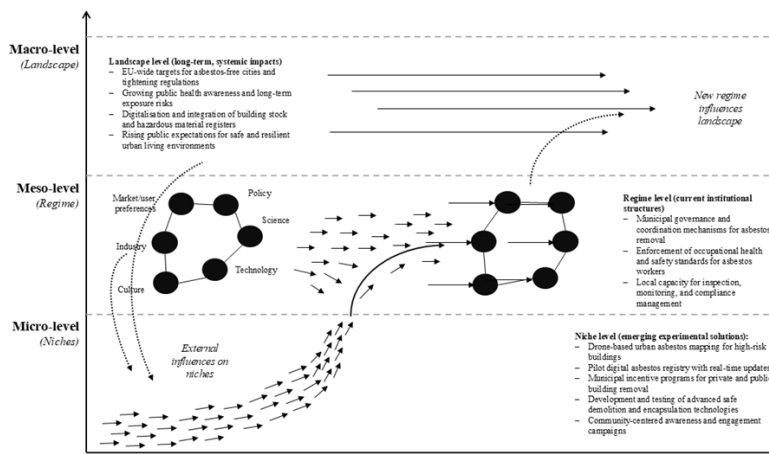 Macro-level
(Landscape)
Landscape level (long-term, systemic impacts)
– EU-wide targets for asbestos-free cities and
tightening regulations
– Growing public health awareness and long-term
exposure risks
– Digitalisation and integration of building stock
and hazardous material registers
– Rising public expectations for safe and resilient
urban living environments
New regime
influences
landscape
Meso-level
(Regime)
Market/user
preferences
Policy
Science
Industry
Technology
Culture
Regime level (current institutional
structures)
– Municipal governance and
coordination mechanisms for asbestos
removal
– Enforcement of occupational health
and safety standards for asbestos
workers
– Local capacity for inspection,
monitoring, and compliance
management
Micro-level
(Niches)
External
influences on
niches
Niche level (emerging experimental solutions):
– Drone-based urban asbestos mapping for high-risk
buildings
– Pilot digital asbestos registry with real-time updates
– Municipal incentive programs for private and public
building removal
– Development and testing of advanced safe
demolition and encapsulation technologies
– Community-centered awareness and engagement
campaigns